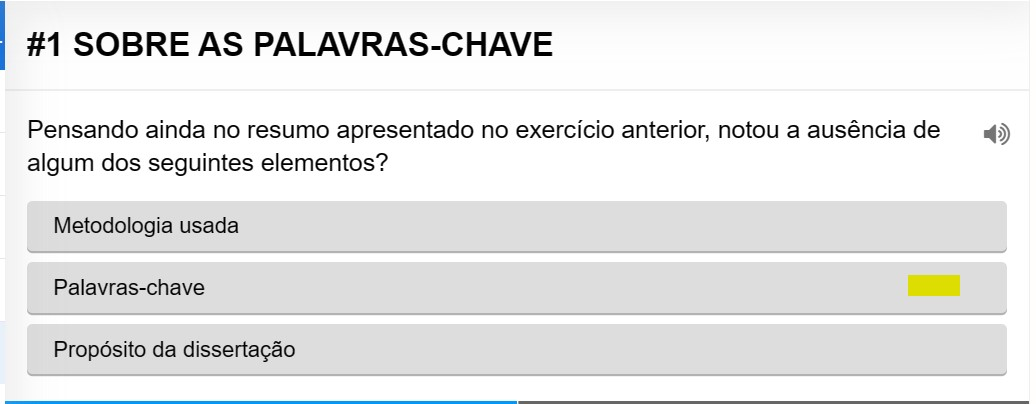 #1 SOBRE AS PALAVRAS-CHAVE
Pensando ainda no resumo apresentado no exercício anterior, notou a ausência de
algum dos seguintes elementos?
Metodologia usada
Palavras-chave
Propósito da dissertação